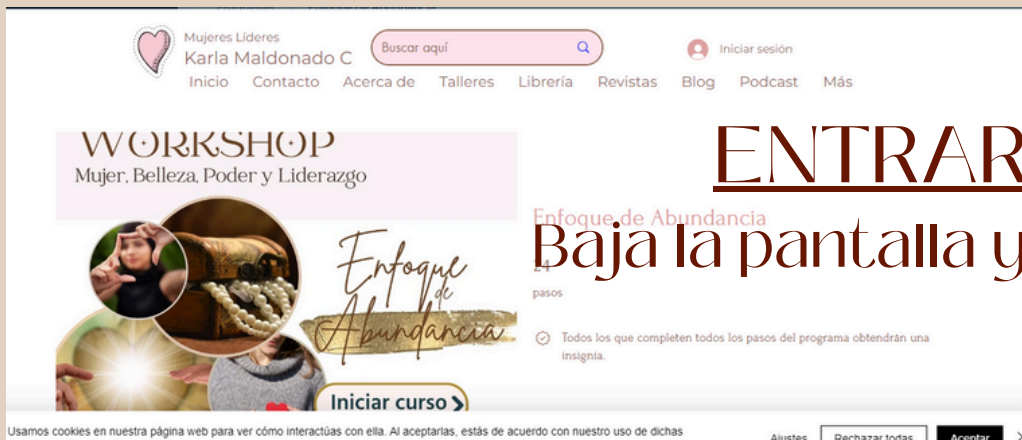 Mujeres Líderes
Karla Maldonado C
Buscar aquí
Iniciar sesión
Inicio Contacto Acerca de Talleres Librería Revistas Blog Podcast Más
WORKSHOP
Mujer, Belleza, Poder y Liderazgo
Enfoque
de
Abundancia
Iniciar curso
ENTRAR
Enfoque de Abundancia
Baja la pantalla y
24
pasos
Todos los que completen todos los pasos del programa obtendrán una
insignia.
Usamos cookies en nuestra página web para ver cómo interactúas con ella. Al aceptarlas, estás de acuerdo con nuestro uso de dichas
Ajustes Rechazar todas Aceptar